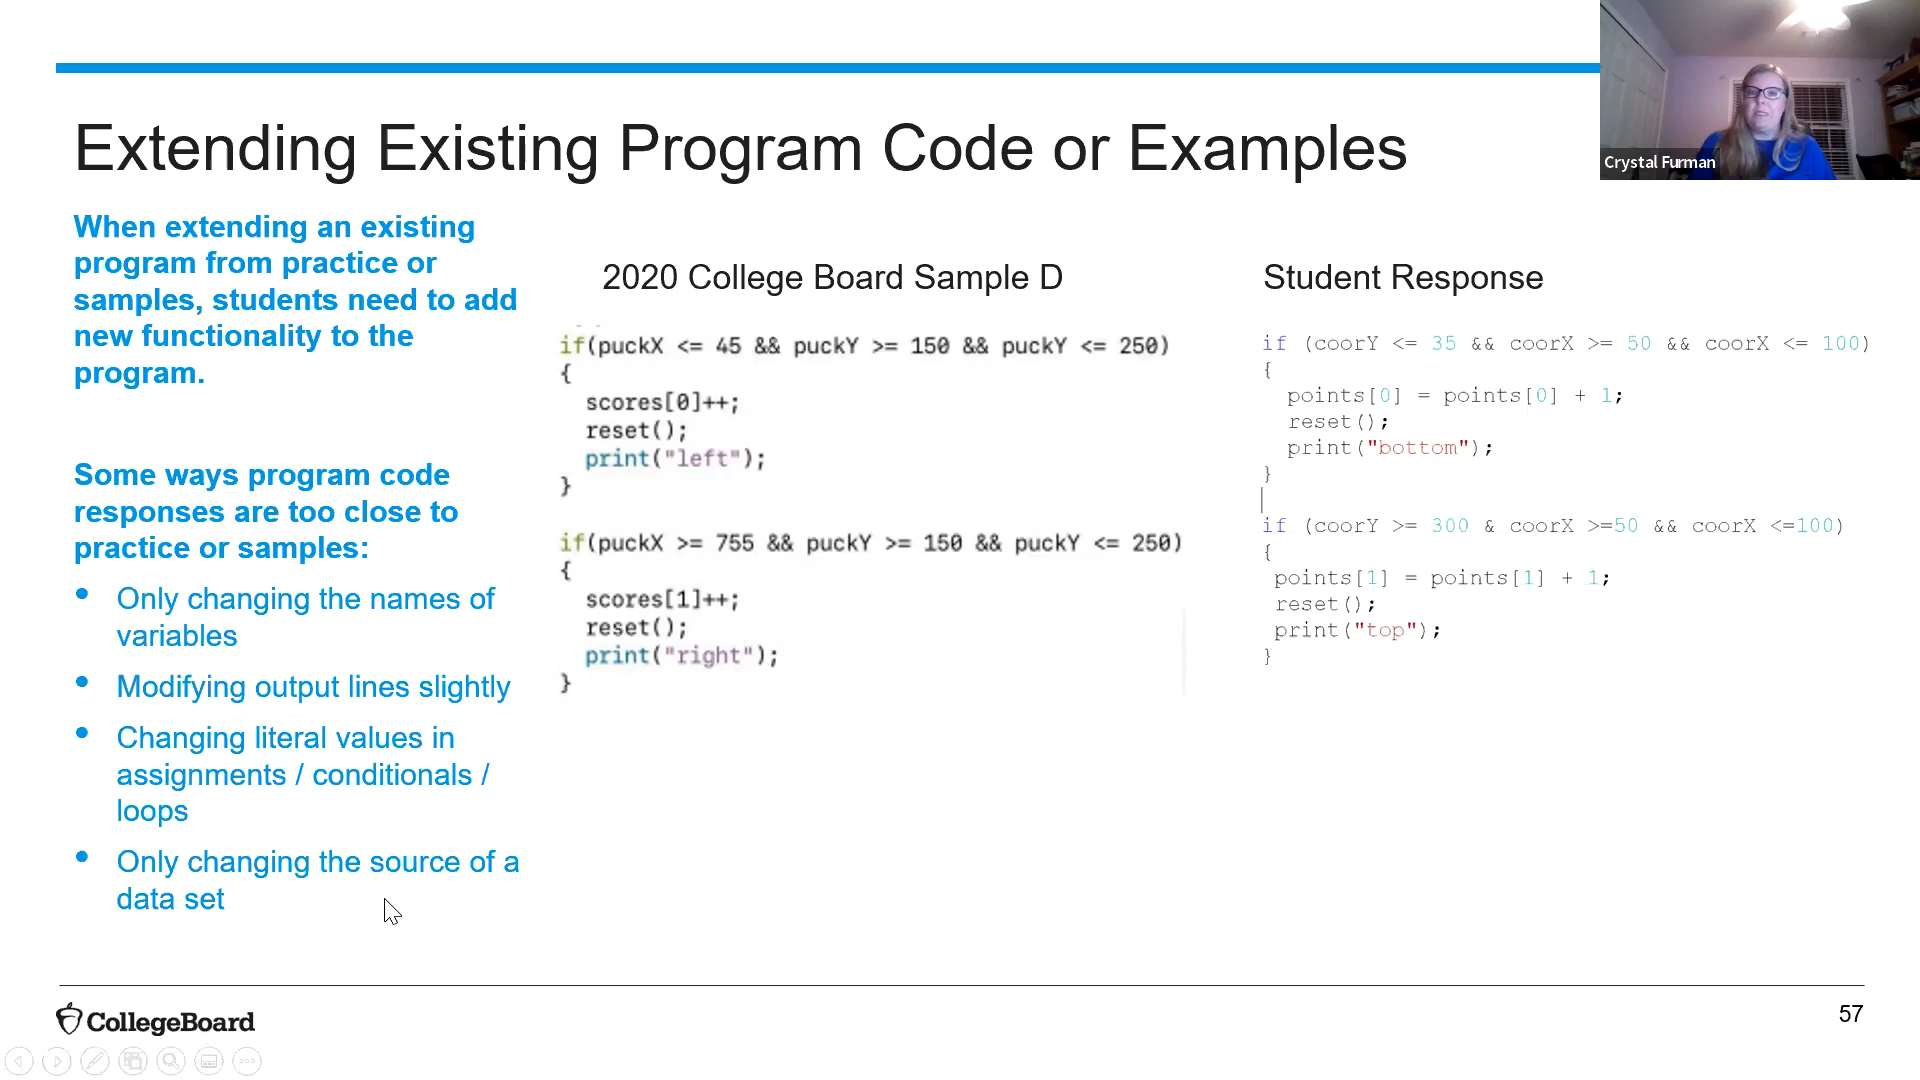 Crystal Furman
Extending Existing Program Code or Examples
When extending an existing
program from practice or
samples, students need to add
new functionality to the
program.
Some ways program code
responses are too close to
practice or samples:
• Only changing the names of
variables
• Modifying output lines slightly
• Changing literal values in
assignments / conditionals /
loops
• Only changing the source of a
data set
2020 College Board Sample D
if(puckX <= 45 && puckY >= 150 && puckY <= 250)
{
scores[0]++;
reset();
print("left");
}
if(puckX >= 755 && puckY >= 150 && puckY <= 250)
{
scores[1]++;
reset();
print("right");
}
Student Response
if (coorY <= 35 && coorX >= 50 && coorX <= 100)
{
points[0] = points[0] + 1;
reset();
print("bottom");
}
if (coorY >= 300 & coorX >=50 && coorX <=100)
{
points[1] = points[1] + 1;
reset();
print("top");
}
CollegeBoard
57